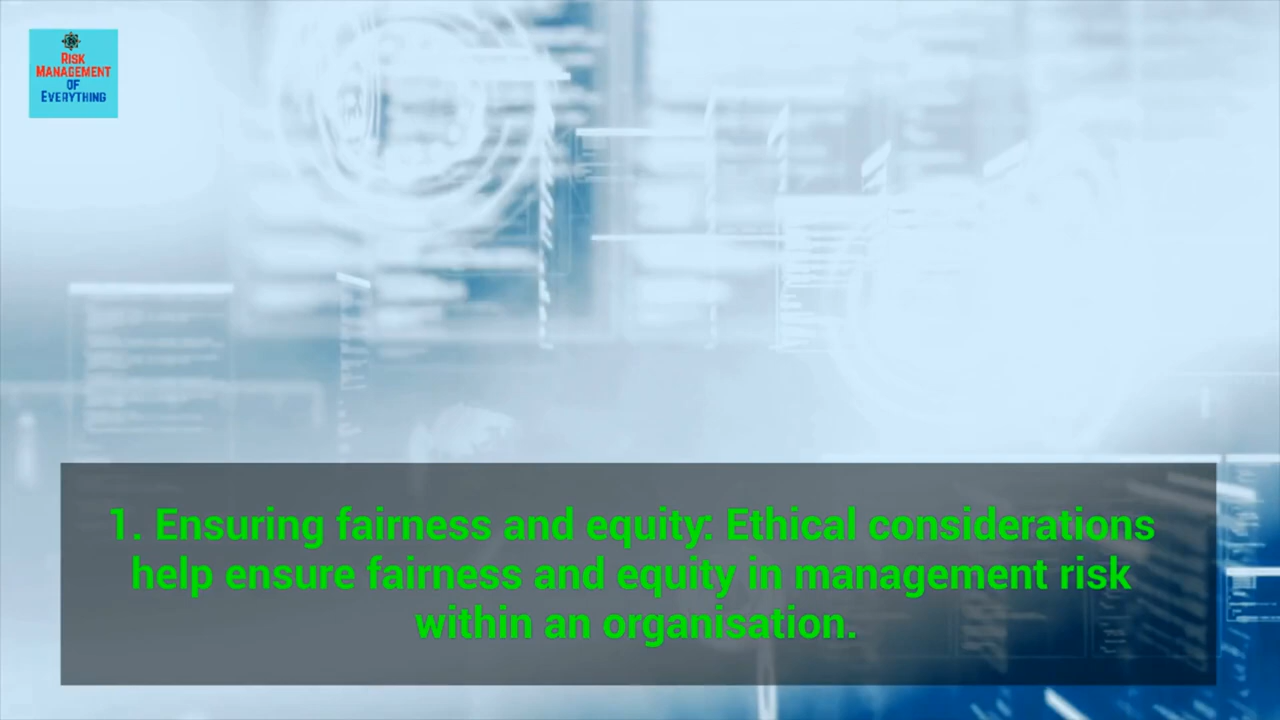 RISK
MANAGEMENT
OF
EVERYTHING
1. Ensuring fairness and equity: Ethical considerations
help ensure fairness and equity in management risk
within an organisation.